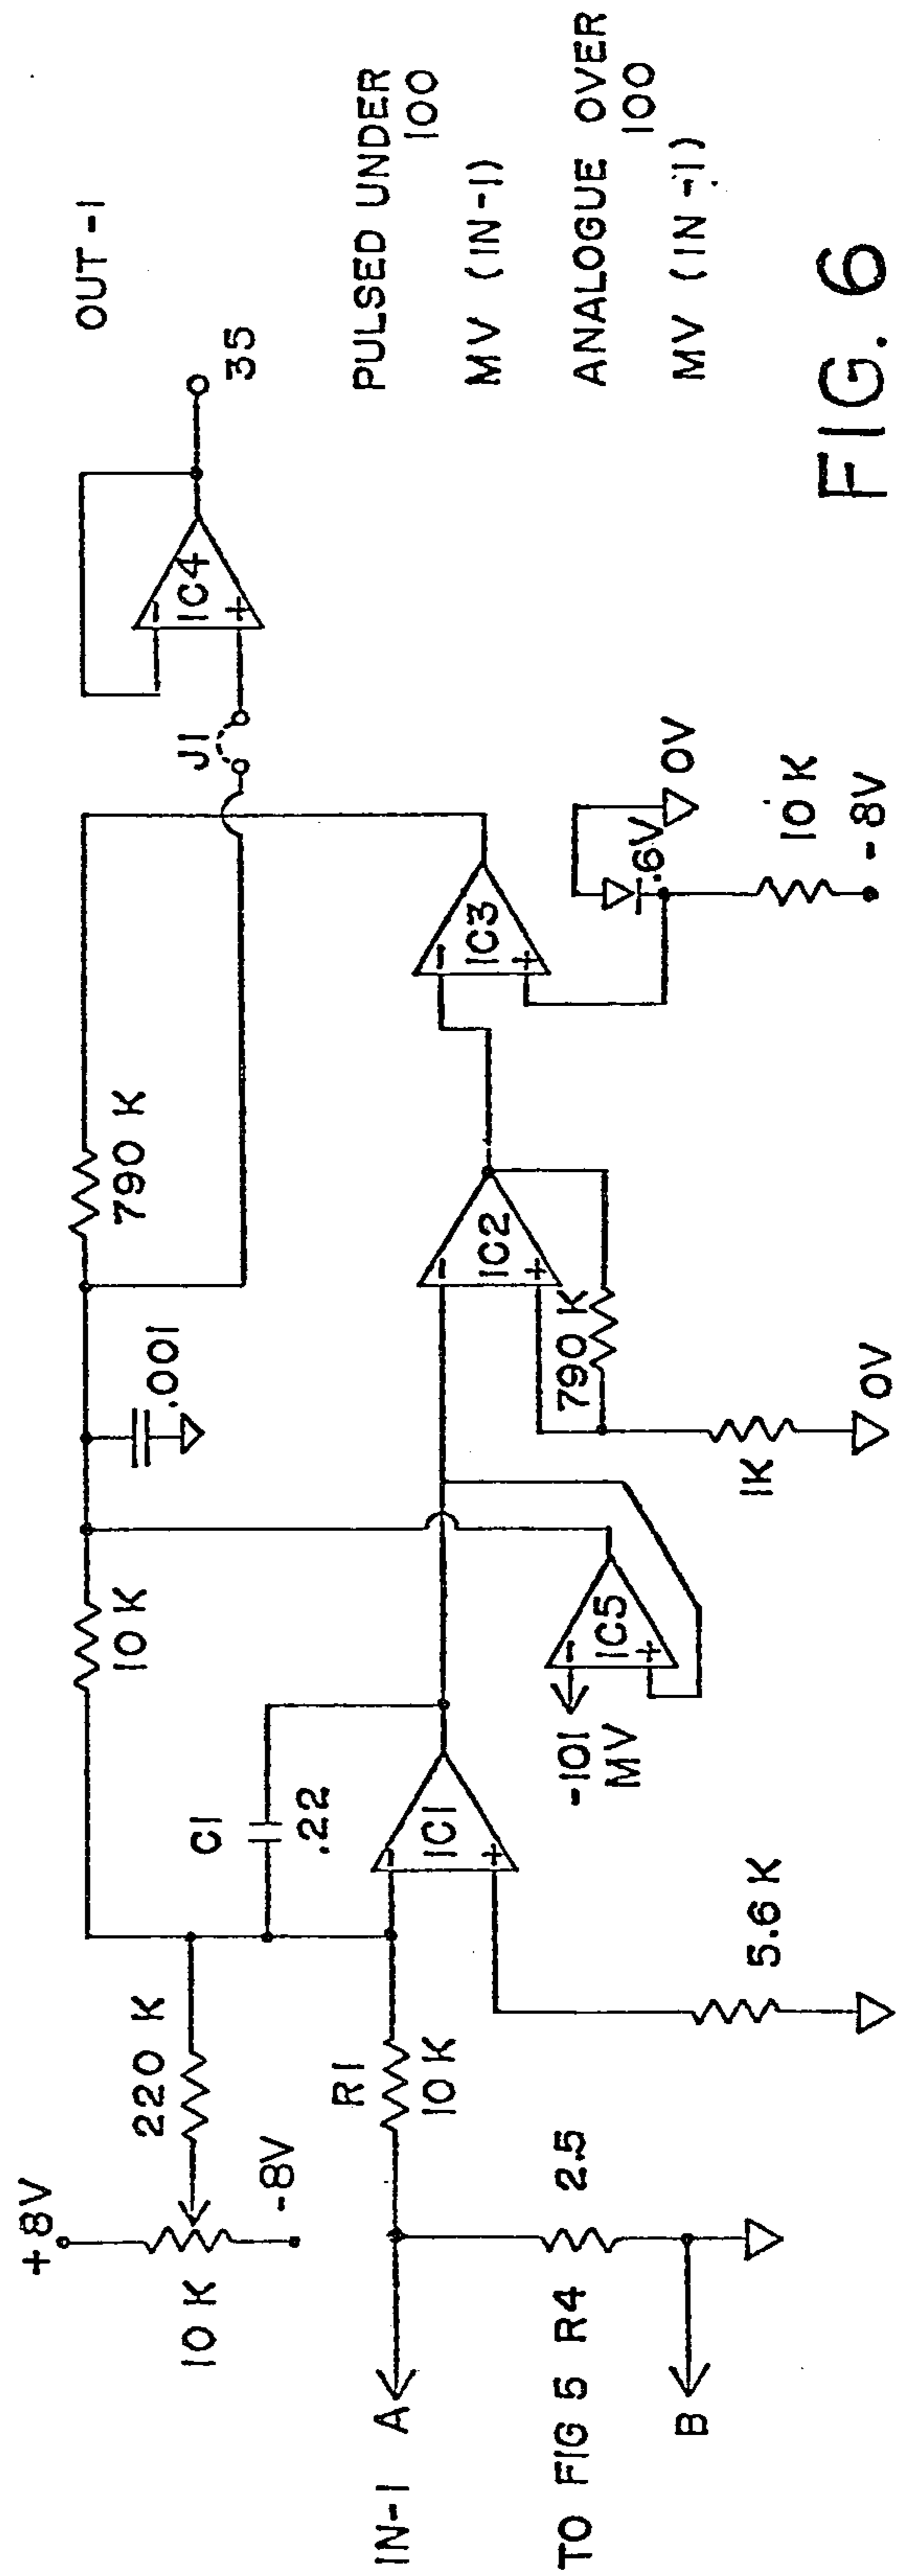 +8V
10 K
-8V
220 K
IN-1 A
R1
10 K
TO FIG 5 R4 2.5
B
C1
.22
- IC1 +
5.6 K
10 K
-101
MV
- IC5 +
.001
790 K
- IC2 +
790 K
1K
0V
- IC3 +
.6V
0V
10 K
-8V
J1
- IC4 +
35
OUT-1
PULSED UNDER
100
MV (IN-1)
ANALOGUE OVER
100
MV (IN-1)
FIG. 6